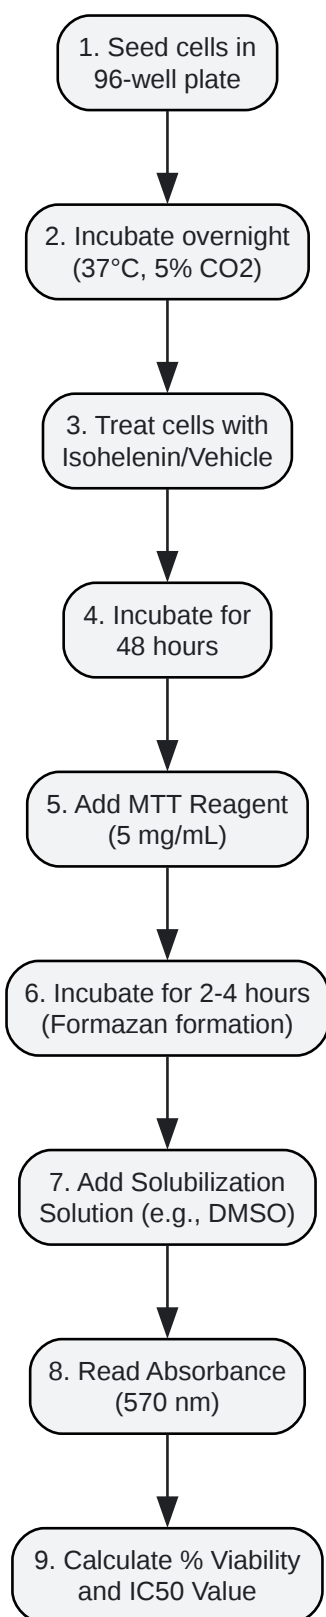 1. Seed cells in
96-well plate
2. Incubate overnight
(37°C, 5% CO2)
3. Treat cells with
Isohelenin/Vehicle
4. Incubate for
48 hours
5. Add MTT Reagent
(5 mg/mL)
6. Incubate for 2-4 hours
(Formazan formation)
7. Add Solubilization
Solution (e.g., DMSO)
8. Read Absorbance
(570 nm)
9. Calculate % Viability
and IC50 Value